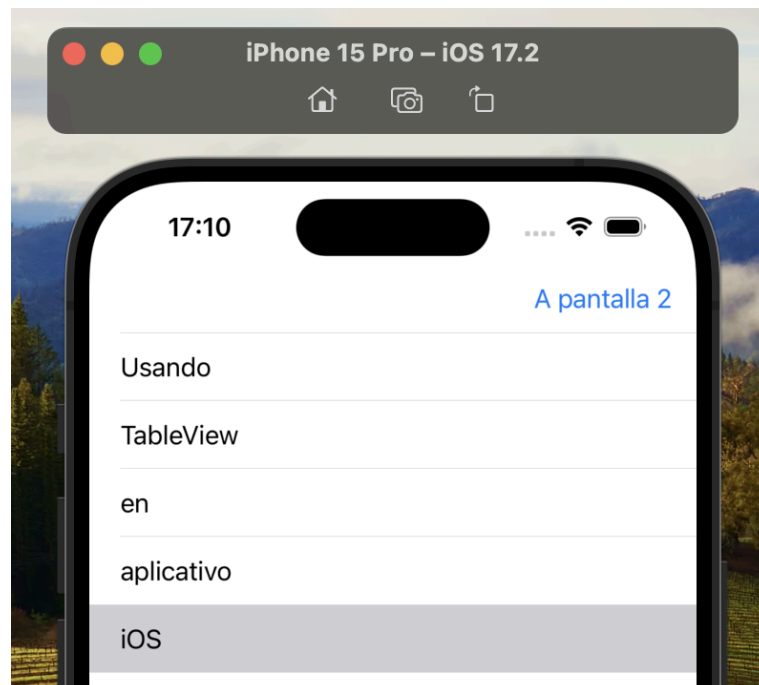 iPhone 15 Pro – iOS 17.2
17:10
A pantalla 2
Usando
TableView
en
aplicativo
iOS